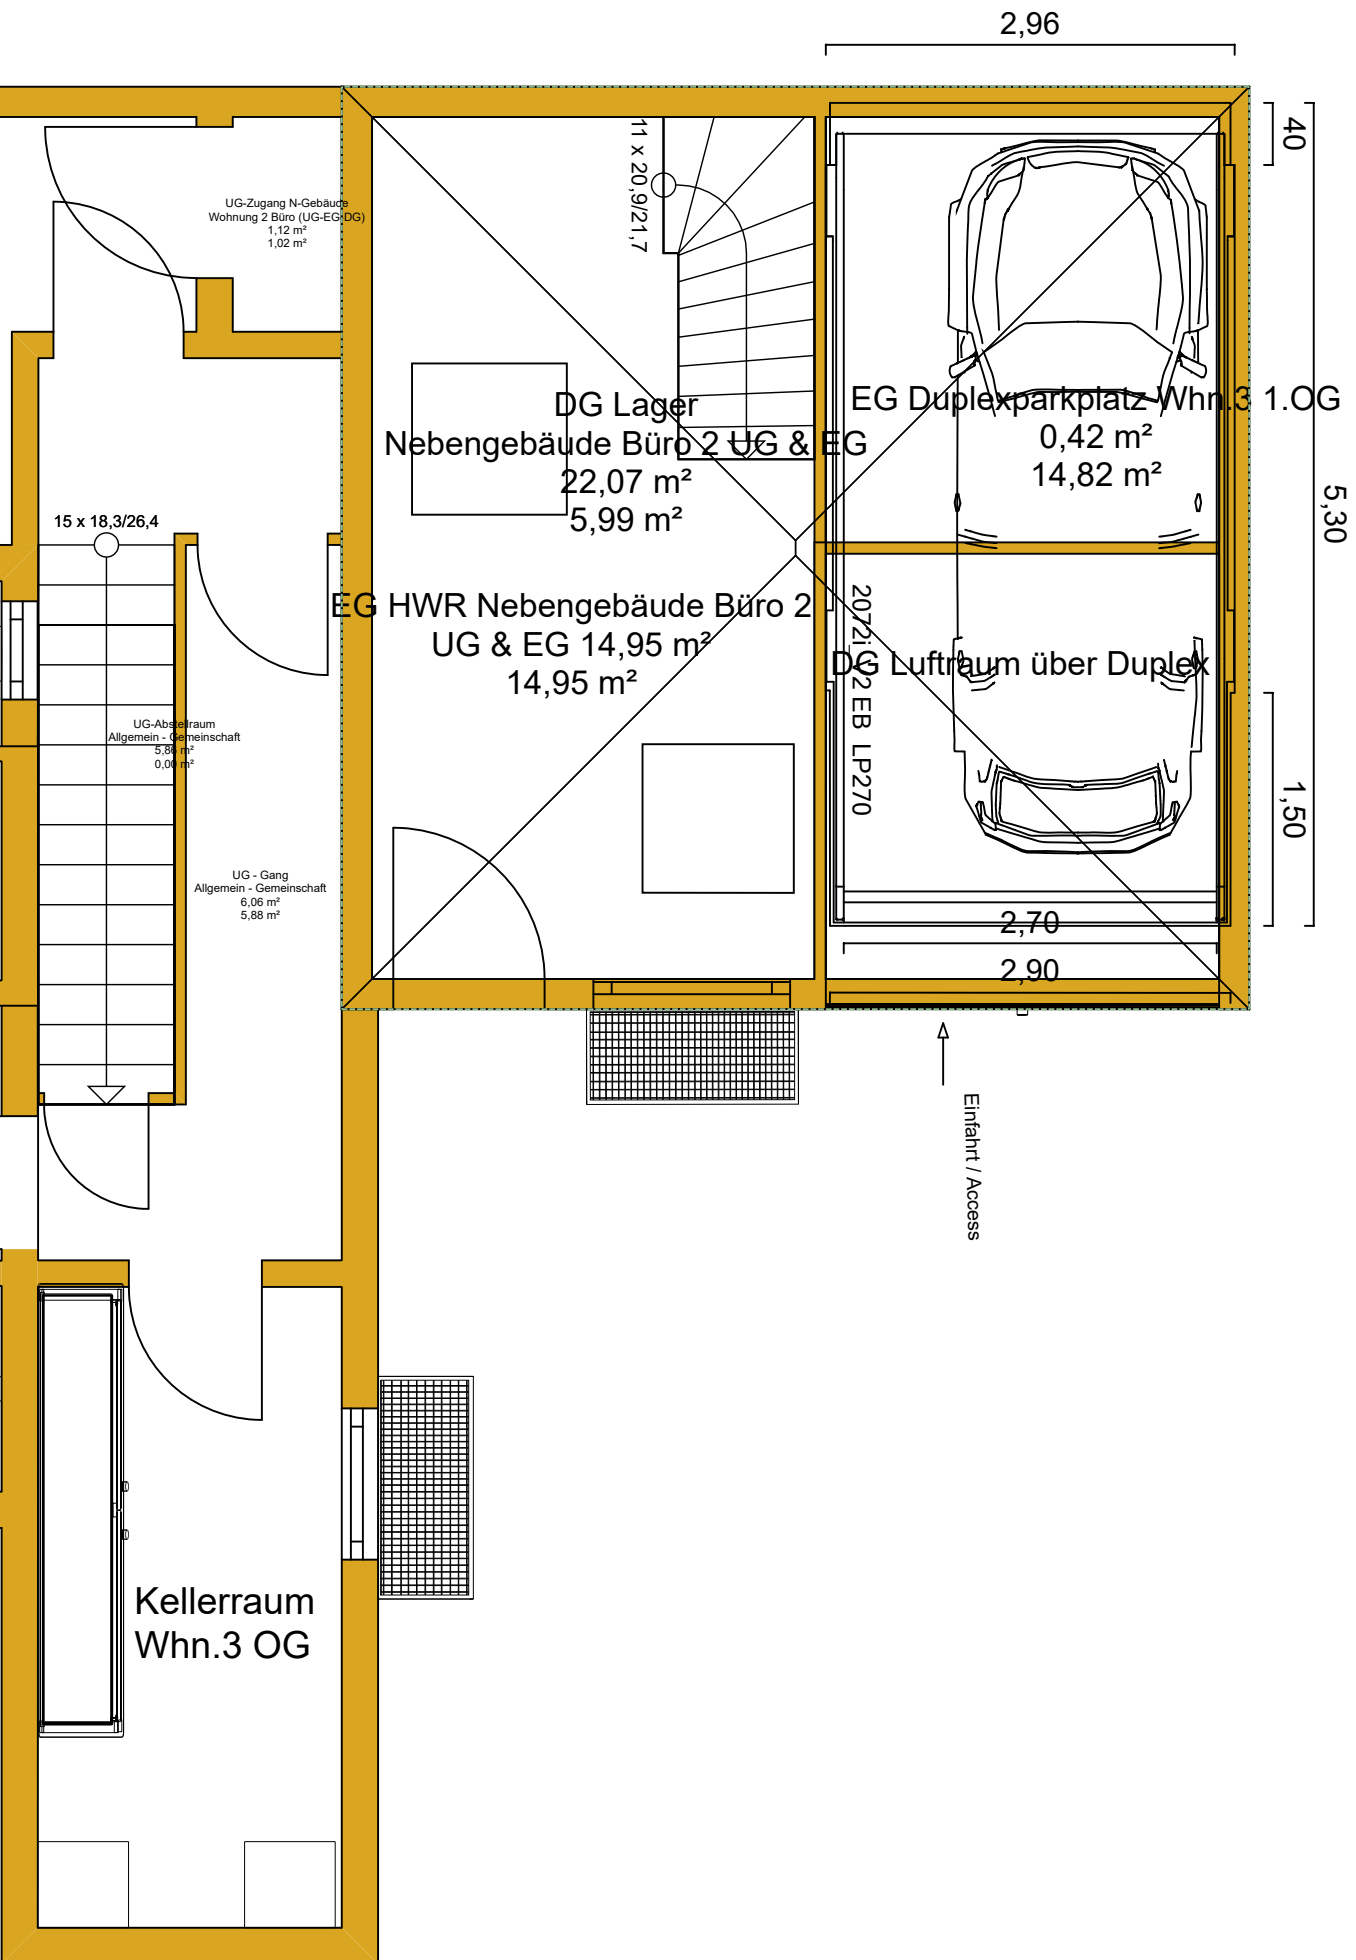 2,96
40
5,30
1,50
11 x 20,9/21,7
UG-Zugang N-Gebäude
Wohnung 2 Büro (UG-EG-DG)
1,12 m²
1,02 m²
DG Lager
Nebengebäude Büro 2 UG & EG
22,07 m²
5,99 m²
EG Duplexparkplatz Whn.3 1.OG
0,42 m²
14,82 m²
15 x 18,3/26,4
EG HWR Nebengebäude Büro 2
UG & EG 14,95 m²
14,95 m²
DG Luftraum über Duplex
UG-Abstellraum
Allgemein - Gemeinschaft
5,86 m²
0,00 m²
UG - Gang
Allgemein - Gemeinschaft
6,06 m²
5,88 m²
2,70
2,90
Einfahrt / Access
Kellerraum
Whn.3 OG
EB LP270